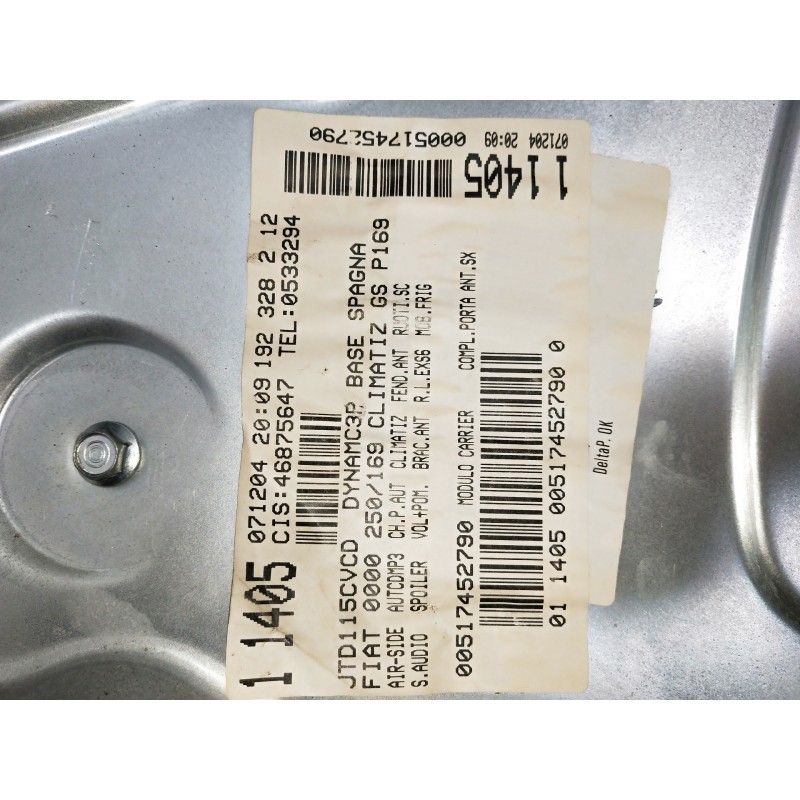 1 1405
071204 20:09 192 328 2 12
CIS:46875647 TEL:0533294
JTD115CVCD DYNAMC3P BASE SPAGNA
FIAT 0000 250/169 CLIMATIZ GS P169
AIR-SIDE AUTCDMP3 CH.P.AUT CLIMATIZ FEND.ANT RUOTI.SC
S.AUDIO SPOILER VOL+POM. BRAC.ANT R.L.EXS6 MOB.FRIG
00517452790 MODULO CARRIER COMPL.PORTA ANT.SX
01 1405 00517452790 0
000517452790
071204 20:09
1 1405
DeltaP. OK